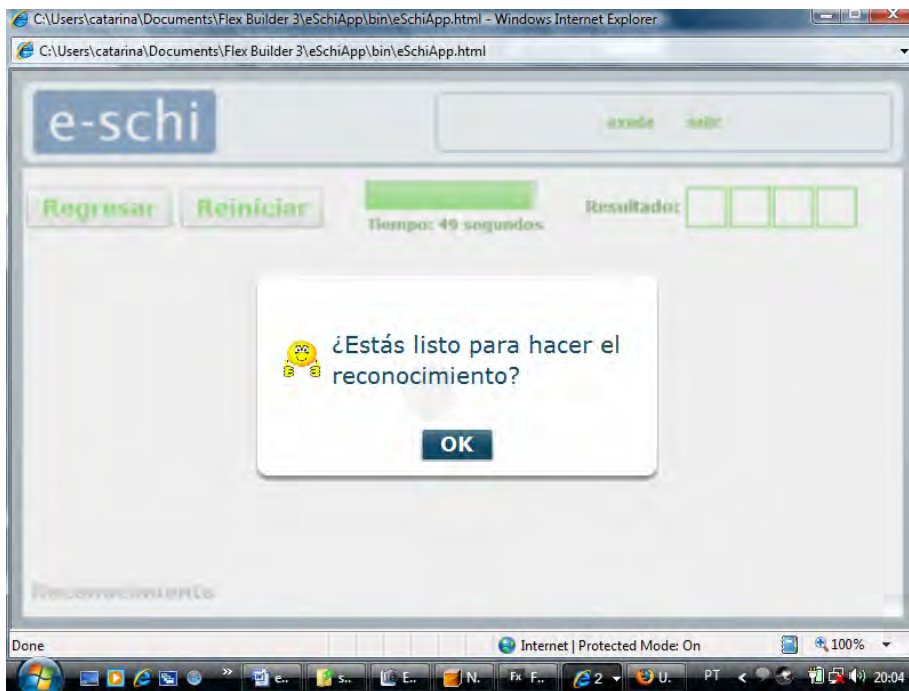 C:\Users\catarina\Documents\Flex Builder 3\eSchiApp\bin\eSchiApp.html - Windows Internet Explorer
C:\Users\catarina\Documents\Flex Builder 3\eSchiApp\bin\eSchiApp.html
e-schi
ayuda salir
Regresar Reiniciar
Tiempo: 49 segundos
Resultado:
¿Estás listo para hacer el
reconocimiento?
OK
Reconocimiento
Done Internet | Protected Mode: On 100%
e.. s.. E.. N. Fx F.. 2 U. PT 20:04